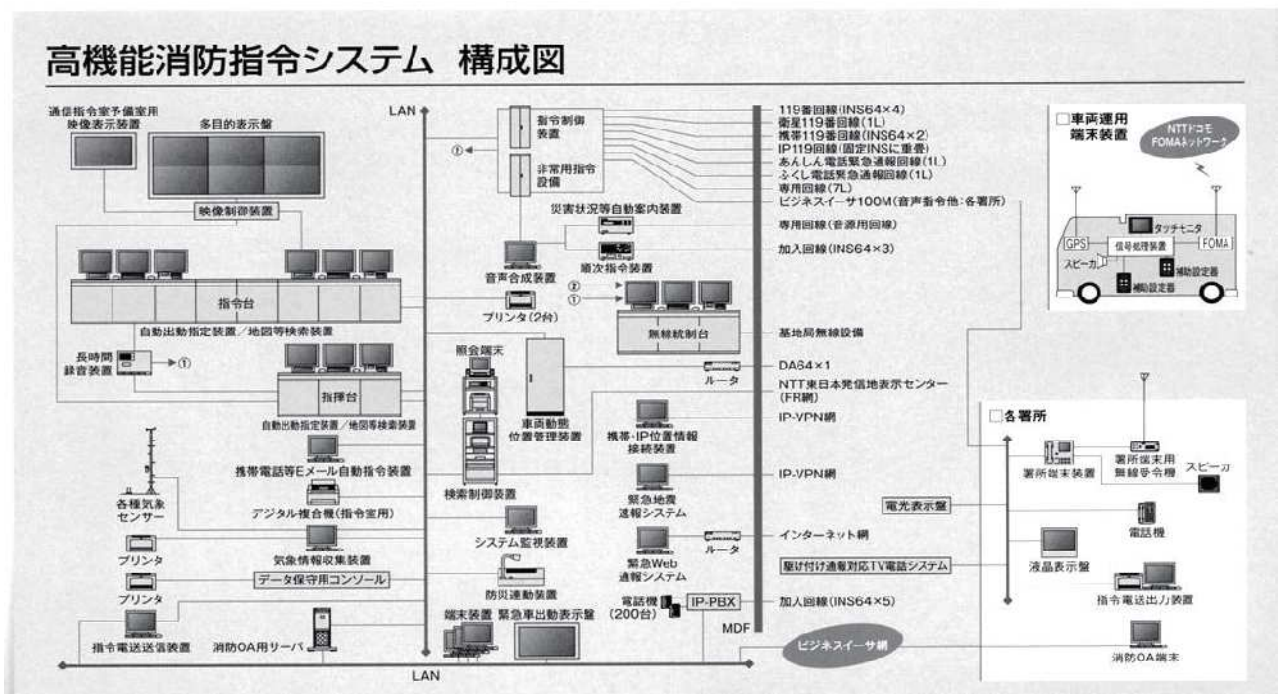 高機能消防指令システム 構成図
通信指令室予備室用
映像表示装置
多目的表示盤
映像制御装置
指令台
自動出動指定装置／地図等検索装置
長時間
録音装置
①
指揮台
自動出動指定装置／地図等検索装置
携帯電話等Eメール自動指令装置
各種気象
センサー
デジタル複合機(指令室用)
プリンタ
気象情報収集装置
データ保守用コンソール
プリンタ
指令電送送信装置
消防OA用サーバ
LAN
LAN
指令制御
装置
①
非常用指令
設備
災害状況等自動案内装置
音声合成装置
順次指令装置
プリンタ(2台)
②
①
無線統制台
照会端末
車両動態
位置管理装置
ルータ
携帯・IP位置情報
接続装置
検索制御装置
緊急地震
速報システム
システム監視装置
緊急Web
通報システム
ルータ
防災連動装置
端末装置
緊急車出動表示盤
電話機
(200台)
IP-PBX
MDF
119番回線(INS64×4)
衛星119番回線(1L)
携帯119番回線(INS64×2)
IP119回線(固定INSに重畳)
あんしん電話緊急通報回線(1L)
ふくし電話緊急通報回線(1L)
専用回線(7L)
ビジネスイーサ100M(音声指令他:各署所)
専用回線(音源用回線)
加入回線(INS64×3)
基地局無線設備
DA64×1
NTT東日本発信地表示センター
(FR網)
IP-VPN網
IP-VPN網
電光表示盤
インターネット網
駆け付け通報対応TV電話システム
加入回線(INS64×5)
ビジネスイーサ網
□車両運用
端末装置
NTTドコモ
FOMAネットワーク
タッチモニタ
GPS
信号処理装置
FOMA
スピーカ
補助設定器
補助設定器
□各署所
署所端末装置
署所端末用
無線受令機
スピーカ
電話機
液晶表示盤
指令電送出力装置
消防OA端末